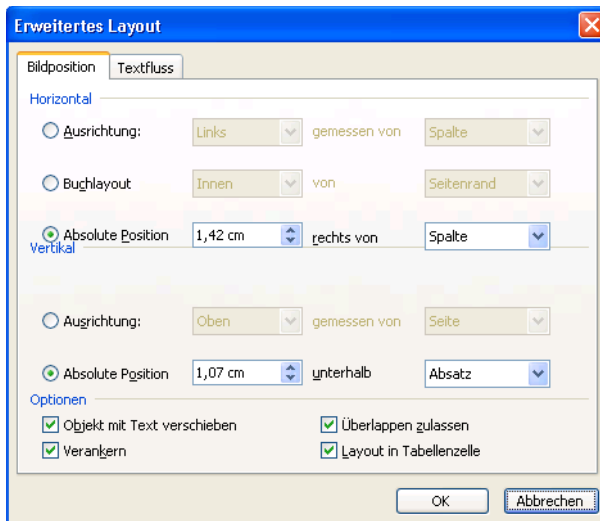 Erweitertes Layout
Bildposition Textfluss
Horizontal
Ausrichtung: Links gemessen von Spalte
Buchlayout Innen von Seitenrand
Absolute Position 1,42 cm rechts von Spalte
Vertikal
Ausrichtung: Oben gemessen von Seite
Absolute Position 1,07 cm unterhalb Absatz
Optionen
Objekt mit Text verschieben Überlappen zulassen
Verankern Layout in Tabellenzelle
OK Abbrechen